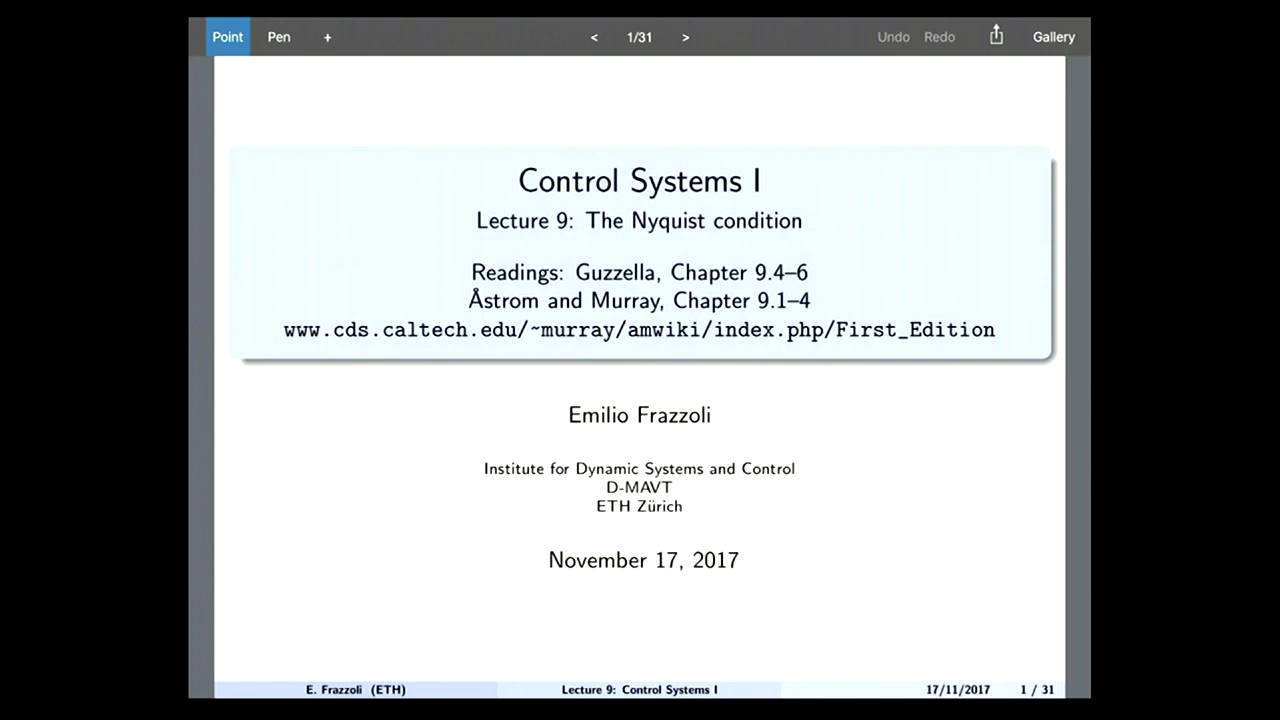 Point Pen + < 1/31 > Undo Redo Gallery
Control Systems I
Lecture 9: The Nyquist condition
Readings: Guzzella, Chapter 9.4–6
Åstrom and Murray, Chapter 9.1–4
www.cds.caltech.edu/~murray/amwiki/index.php/First_Edition
Emilio Frazzoli
Institute for Dynamic Systems and Control
D-MAVT
ETH Zürich
November 17, 2017
E. Frazzoli (ETH) Lecture 9: Control Systems I 17/11/2017 1 / 31